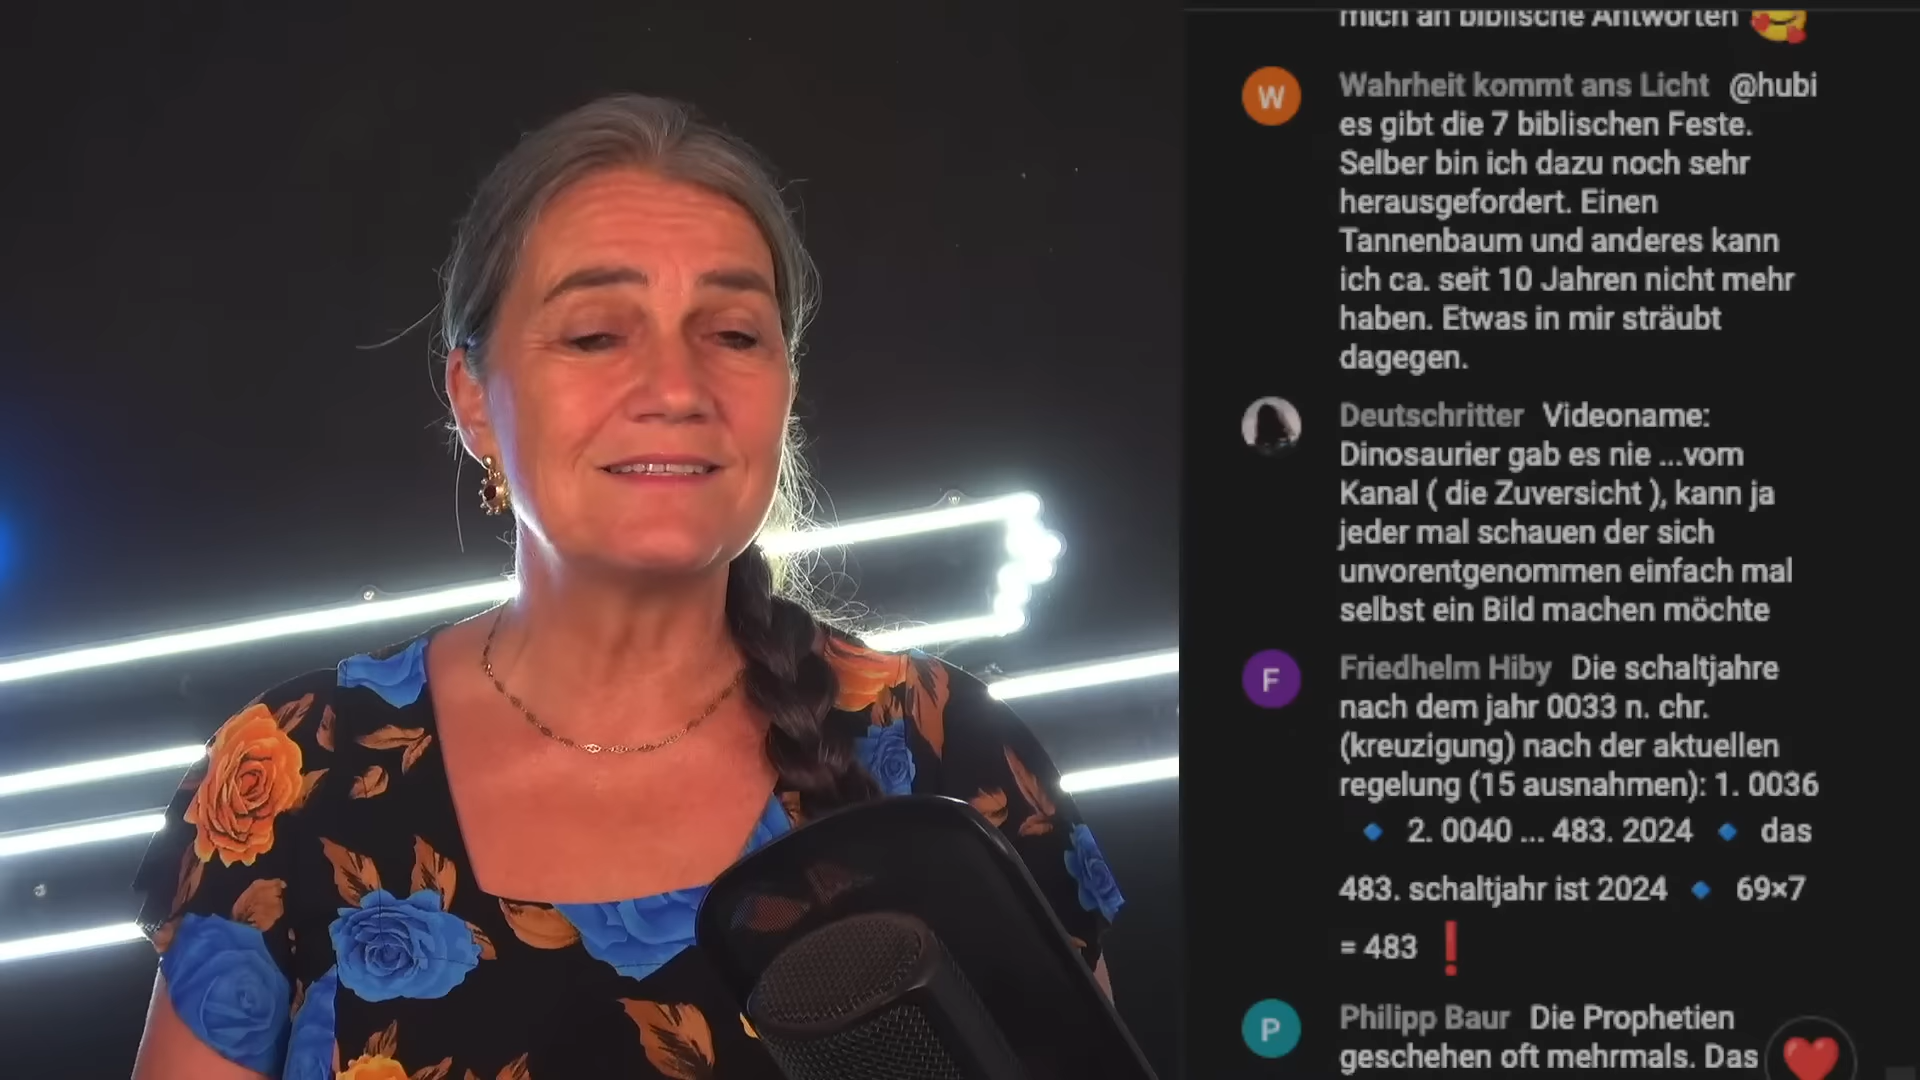 mich an biblische Antworten 🥰
W
Wahrheit kommt ans Licht @hubi
es gibt die 7 biblischen Feste.
Selber bin ich dazu noch sehr
herausgefordert. Einen
Tannenbaum und anderes kann
ich ca. seit 10 Jahren nicht mehr
haben. Etwas in mir sträubt
dagegen.
Deutschritter Videoname:
Dinosaurier gab es nie ...vom
Kanal ( die Zuversicht ), kann ja
jeder mal schauen der sich
unvorentgenommen einfach mal
selbst ein Bild machen möchte
F
Friedhelm Hiby Die schaltjahre
nach dem jahr 0033 n. chr.
(kreuzigung) nach der aktuellen
regelung (15 ausnahmen): 1. 0036
🔹 2. 0040 ... 483. 2024 🔹 das
483. schaltjahr ist 2024 🔹 69×7
= 483 ❗
P
Philipp Baur Die Prophetien
geschehen oft mehrmals. Das